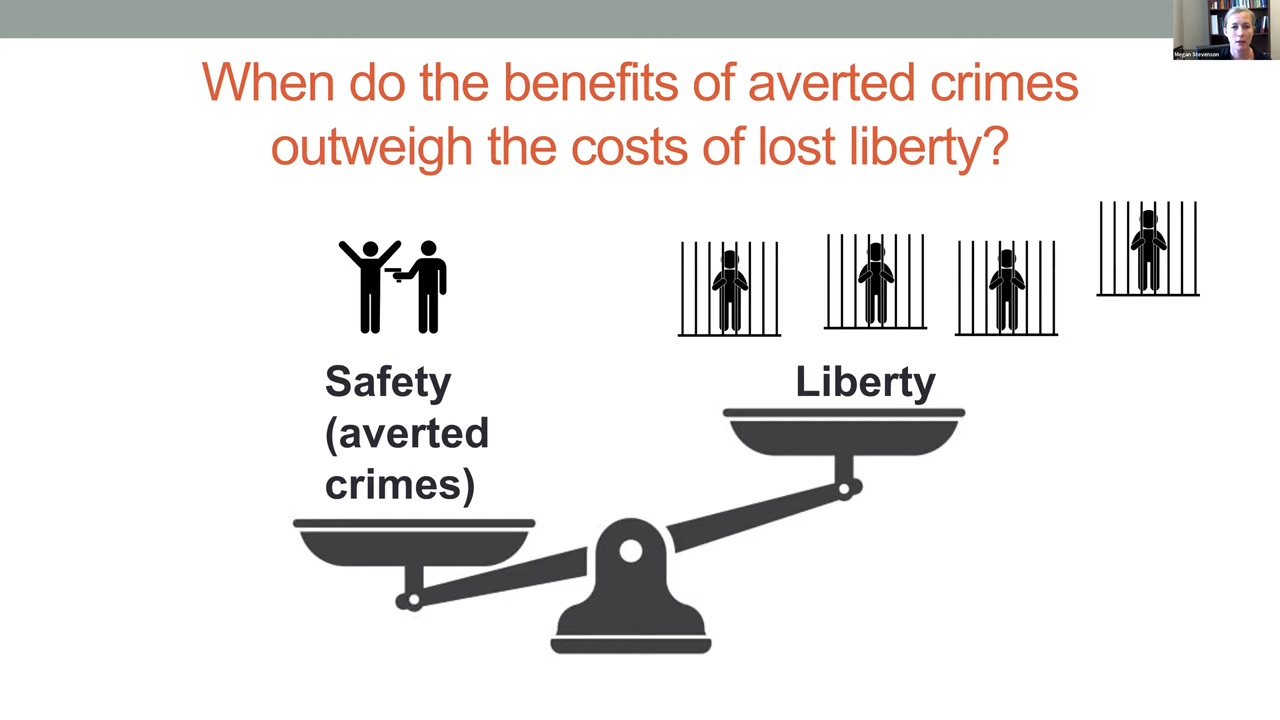 Megan Stevenson
When do the benefits of averted crimes
outweigh the costs of lost liberty?
Safety
(averted
crimes)
Liberty